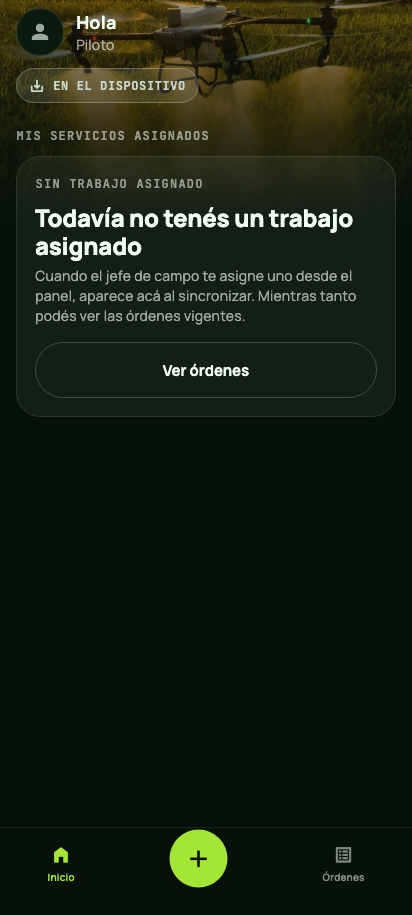 Hola
Piloto
EN EL DISPOSITIVO
MIS SERVICIOS ASIGNADOS
SIN TRABAJO ASIGNADO
Todavía no tenés un trabajo
asignado
Cuando el jefe de campo te asigne uno desde el
panel, aparece acá al sincronizar. Mientras tanto
podés ver las órdenes vigentes.
Ver órdenes
Inicio
Órdenes